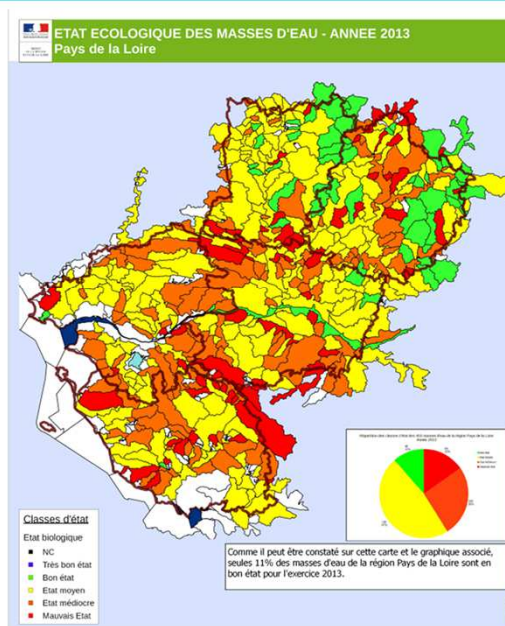 ETAT ECOLOGIQUE DES MASSES D'EAU - ANNEE 2013
Pays de la Loire
Classes d'état
Etat biologique
NC
Très bon état
Bon état
Etat moyen
Etat médiocre
Mauvais Etat
Comme il peut être constaté sur cette carte et le graphique associé,
seules 11% des masses d'eau de la région Pays de la Loire sont en
bon état pour l'exercice 2013.